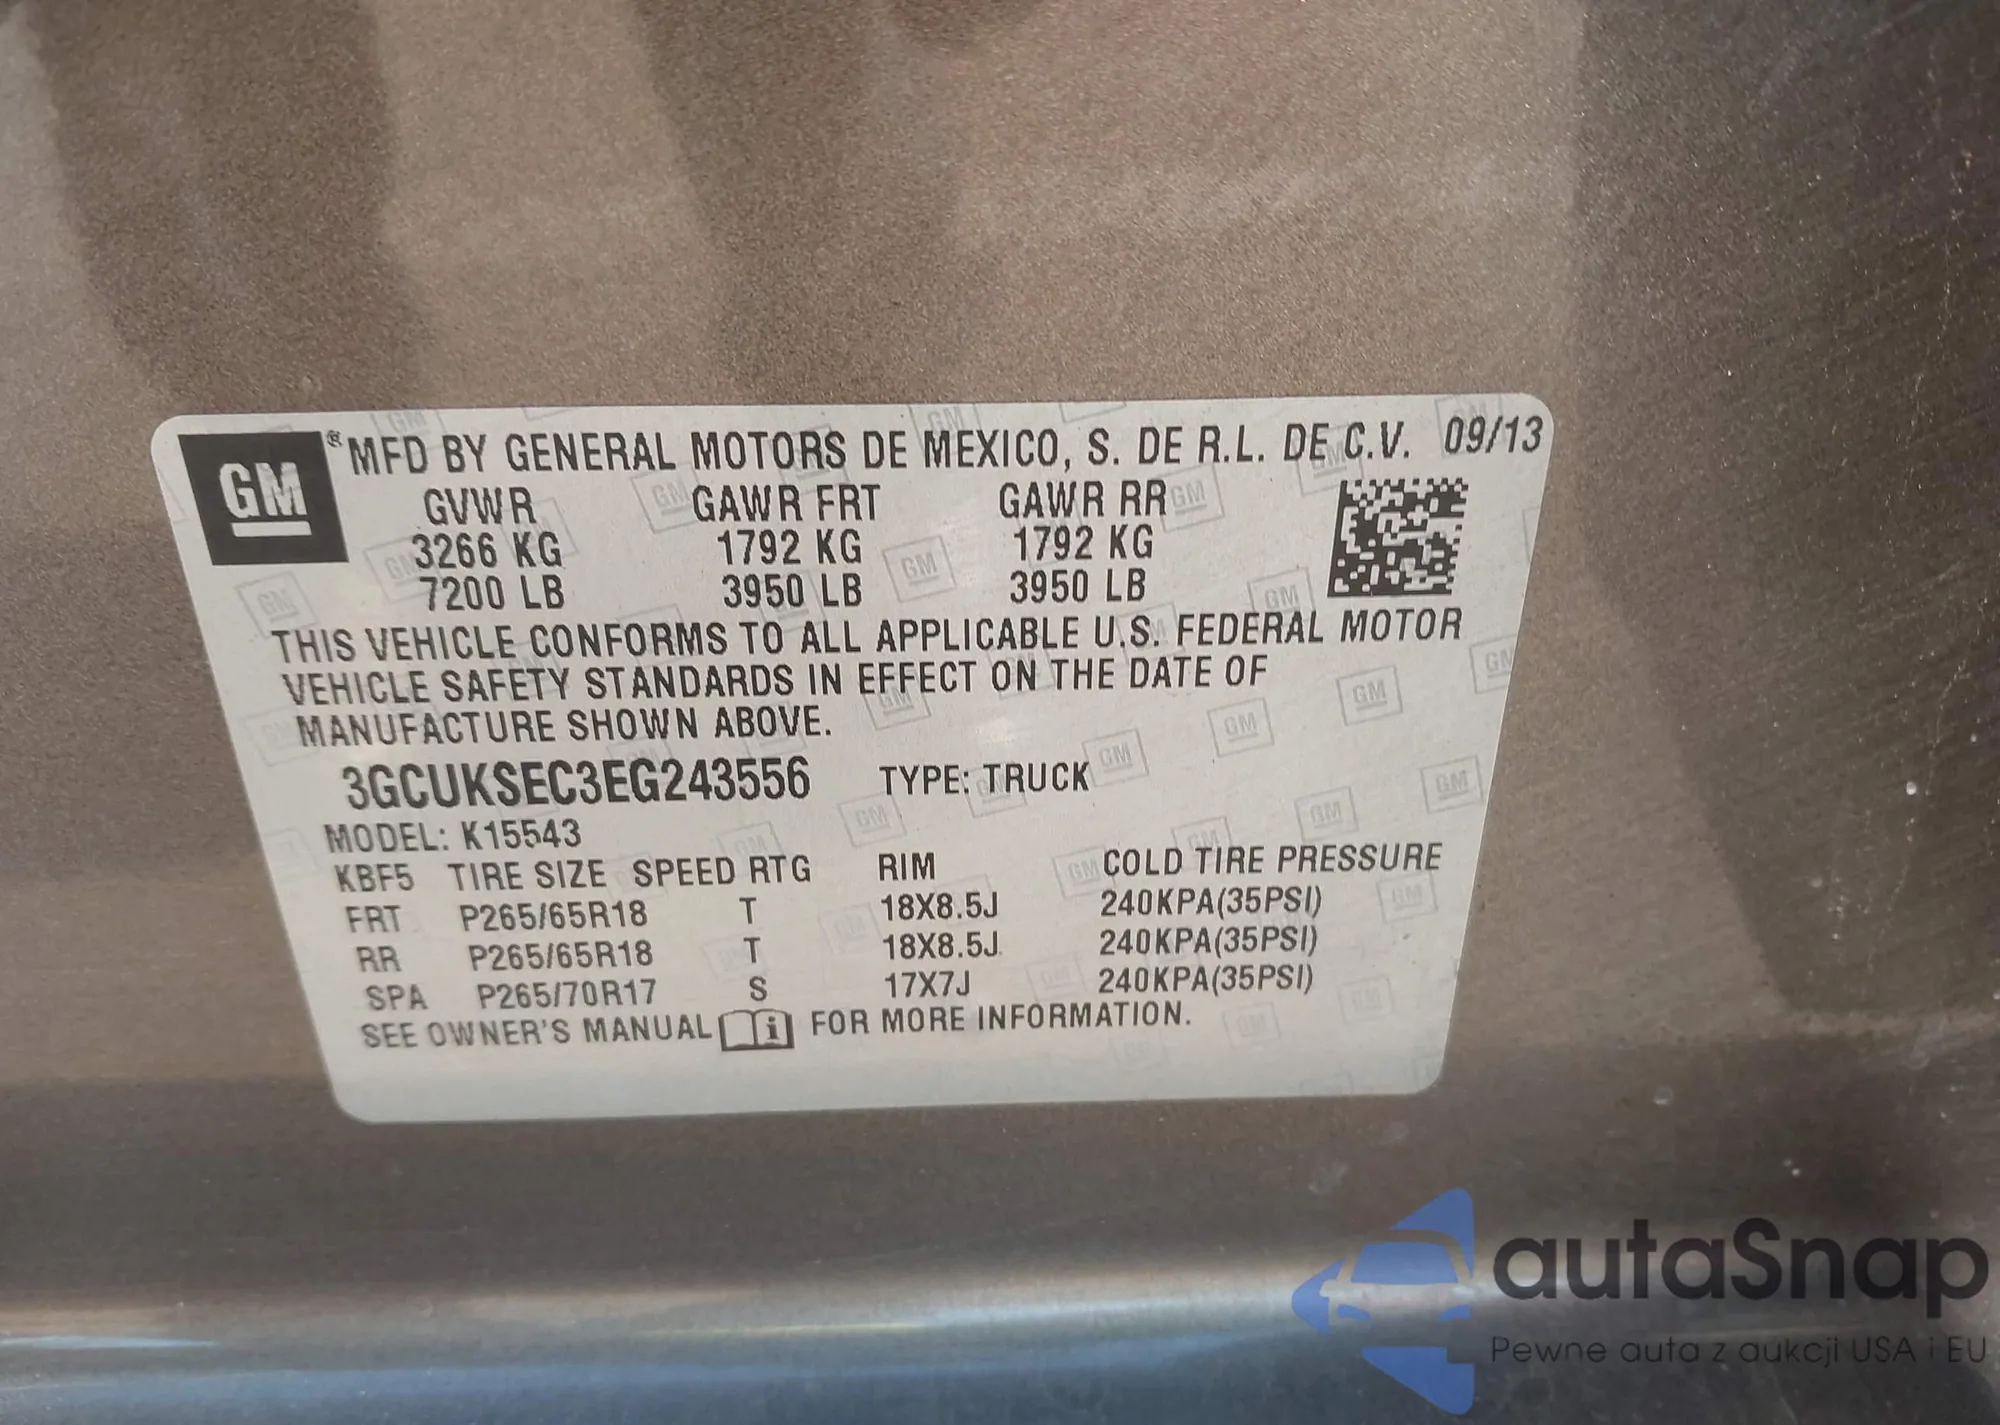 GM ® MFD BY GENERAL MOTORS DE MEXICO, S. DE R.L. DE C.V. 09/13
GVWR GAWR FRT GAWR RR
3266 KG 1792 KG 1792 KG
7200 LB 3950 LB 3950 LB
THIS VEHICLE CONFORMS TO ALL APPLICABLE U.S. FEDERAL MOTOR
VEHICLE SAFETY STANDARDS IN EFFECT ON THE DATE OF
MANUFACTURE SHOWN ABOVE.
3GCUKSEC3EG243556 TYPE: TRUCK
MODEL: K15543
KBF5 TIRE SIZE SPEED RTG RIM COLD TIRE PRESSURE
FRT P265/65R18 T 18X8.5J 240KPA(35PSI)
RR P265/65R18 T 18X8.5J 240KPA(35PSI)
SPA P265/70R17 S 17X7J 240KPA(35PSI)
SEE OWNER'S MANUAL i FOR MORE INFORMATION.
autaSnap
Pewne auta z aukcji USA i EU